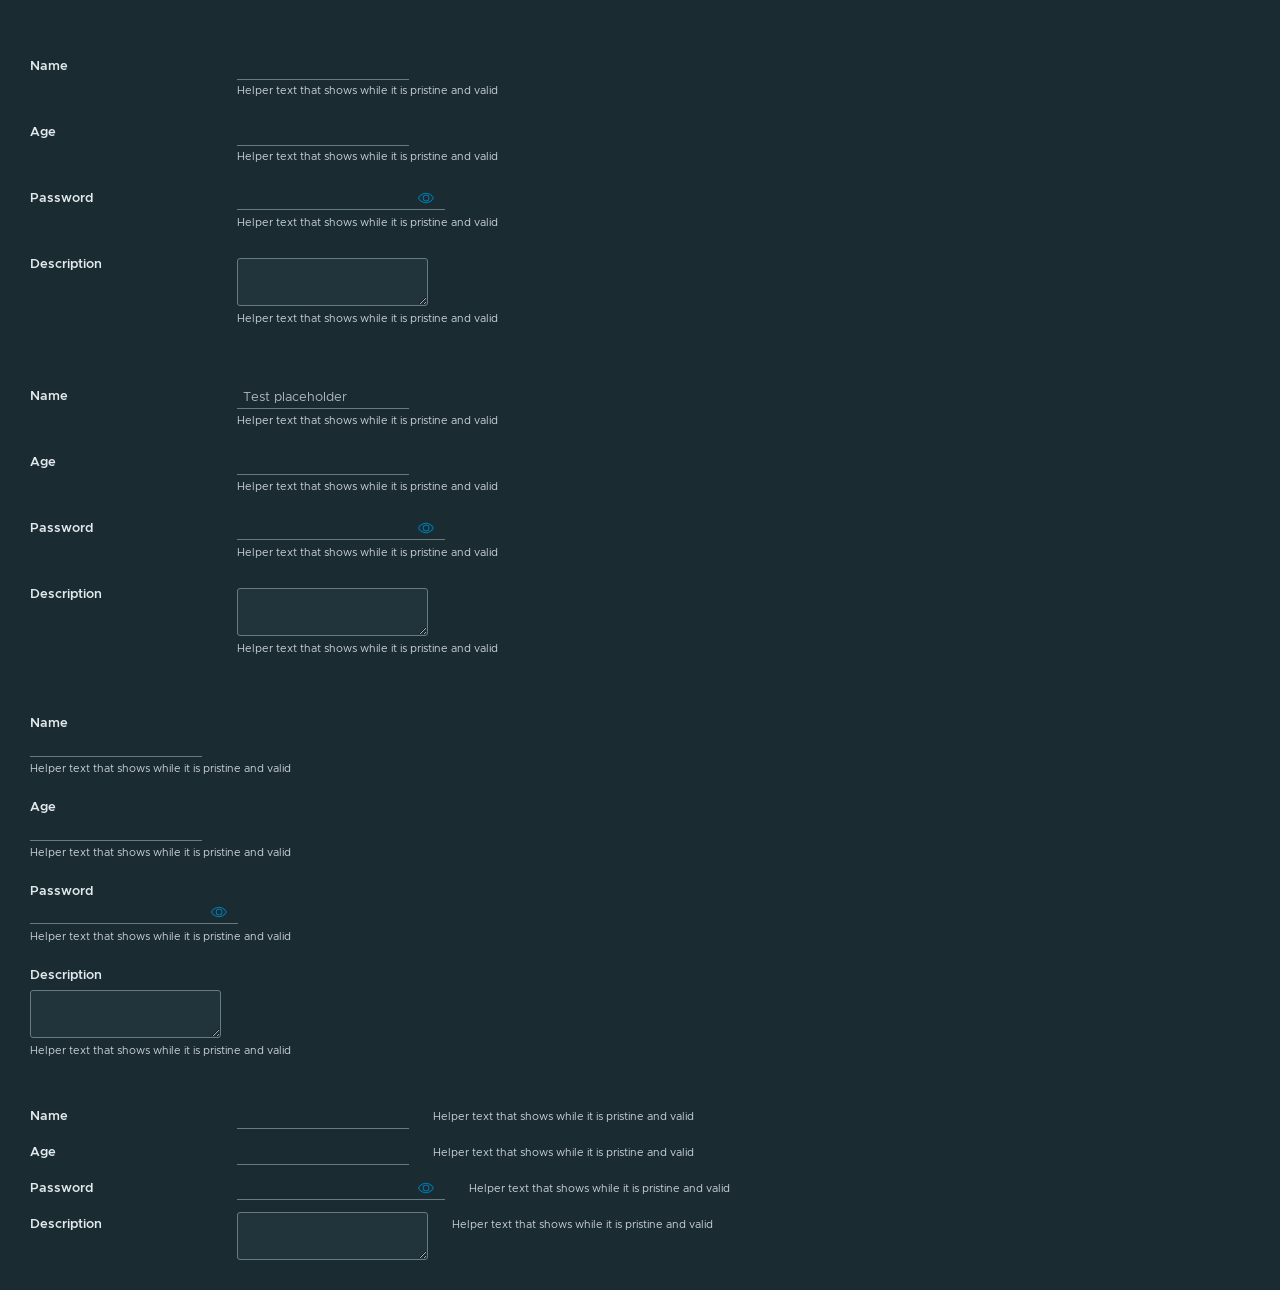 Name
Helper text that shows while it is pristine and valid
Age
Helper text that shows while it is pristine and valid
Password
Helper text that shows while it is pristine and valid
Description
Helper text that shows while it is pristine and valid
Name Test placeholder
Helper text that shows while it is pristine and valid
Age
Helper text that shows while it is pristine and valid
Password
Helper text that shows while it is pristine and valid
Description
Helper text that shows while it is pristine and valid
Name
Helper text that shows while it is pristine and valid
Age
Helper text that shows while it is pristine and valid
Password
Helper text that shows while it is pristine and valid
Description
Helper text that shows while it is pristine and valid
Name Helper text that shows while it is pristine and valid
Age Helper text that shows while it is pristine and valid
Password Helper text that shows while it is pristine and valid
Description Helper text that shows while it is pristine and valid